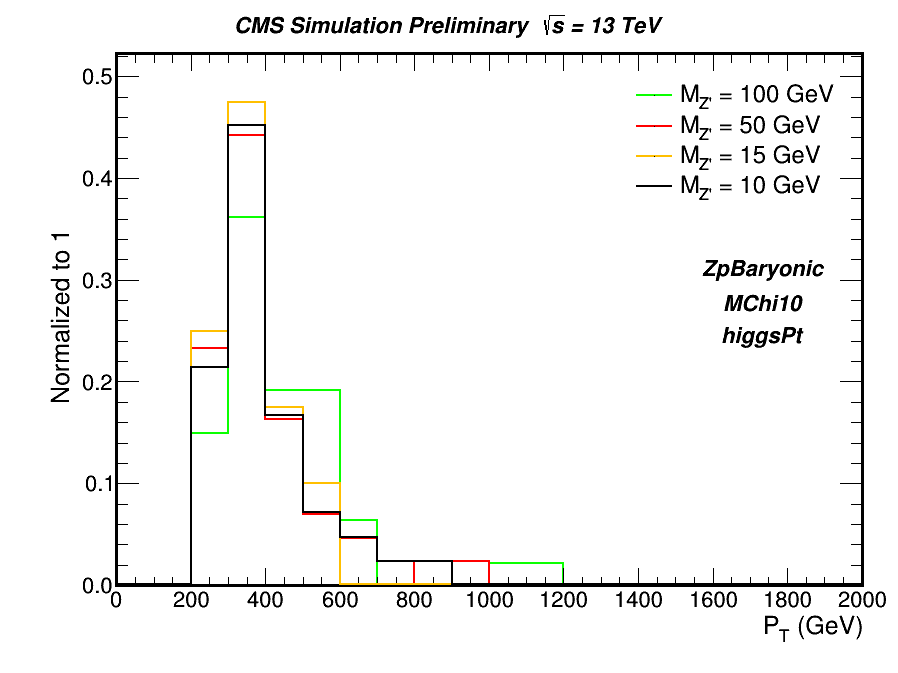 CMS Simulation Preliminary √s = 13 TeV
M_Z' = 100 GeV
M_Z' = 50 GeV
M_Z' = 15 GeV
M_Z' = 10 GeV
ZpBaryonic
MChi10
higgsPt
Normalized to 1
0.5
0.4
0.3
0.2
0.1
0.0
0 200 400 600 800 1000 1200 1400 1600 1800 2000
P_T (GeV)